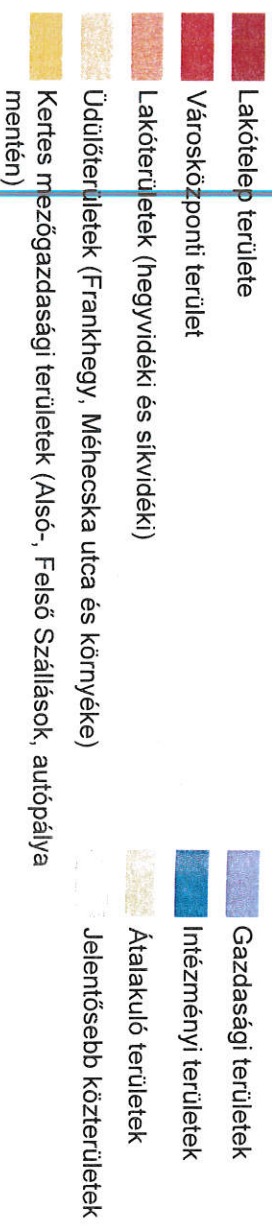 Lakótelep területe
Városközponti terület
Lakóterületek (hegyvidéki és síkvidéki)
Üdülőterületek (Frankhegy, Méhecska utca és környéke)
Kertes mezőgazdasági területek (Alsó-, Felső Szállások, autópálya
mentén)
Gazdasági területek
Intézményi területek
Átalakuló területek
Jelentősebb közterületek